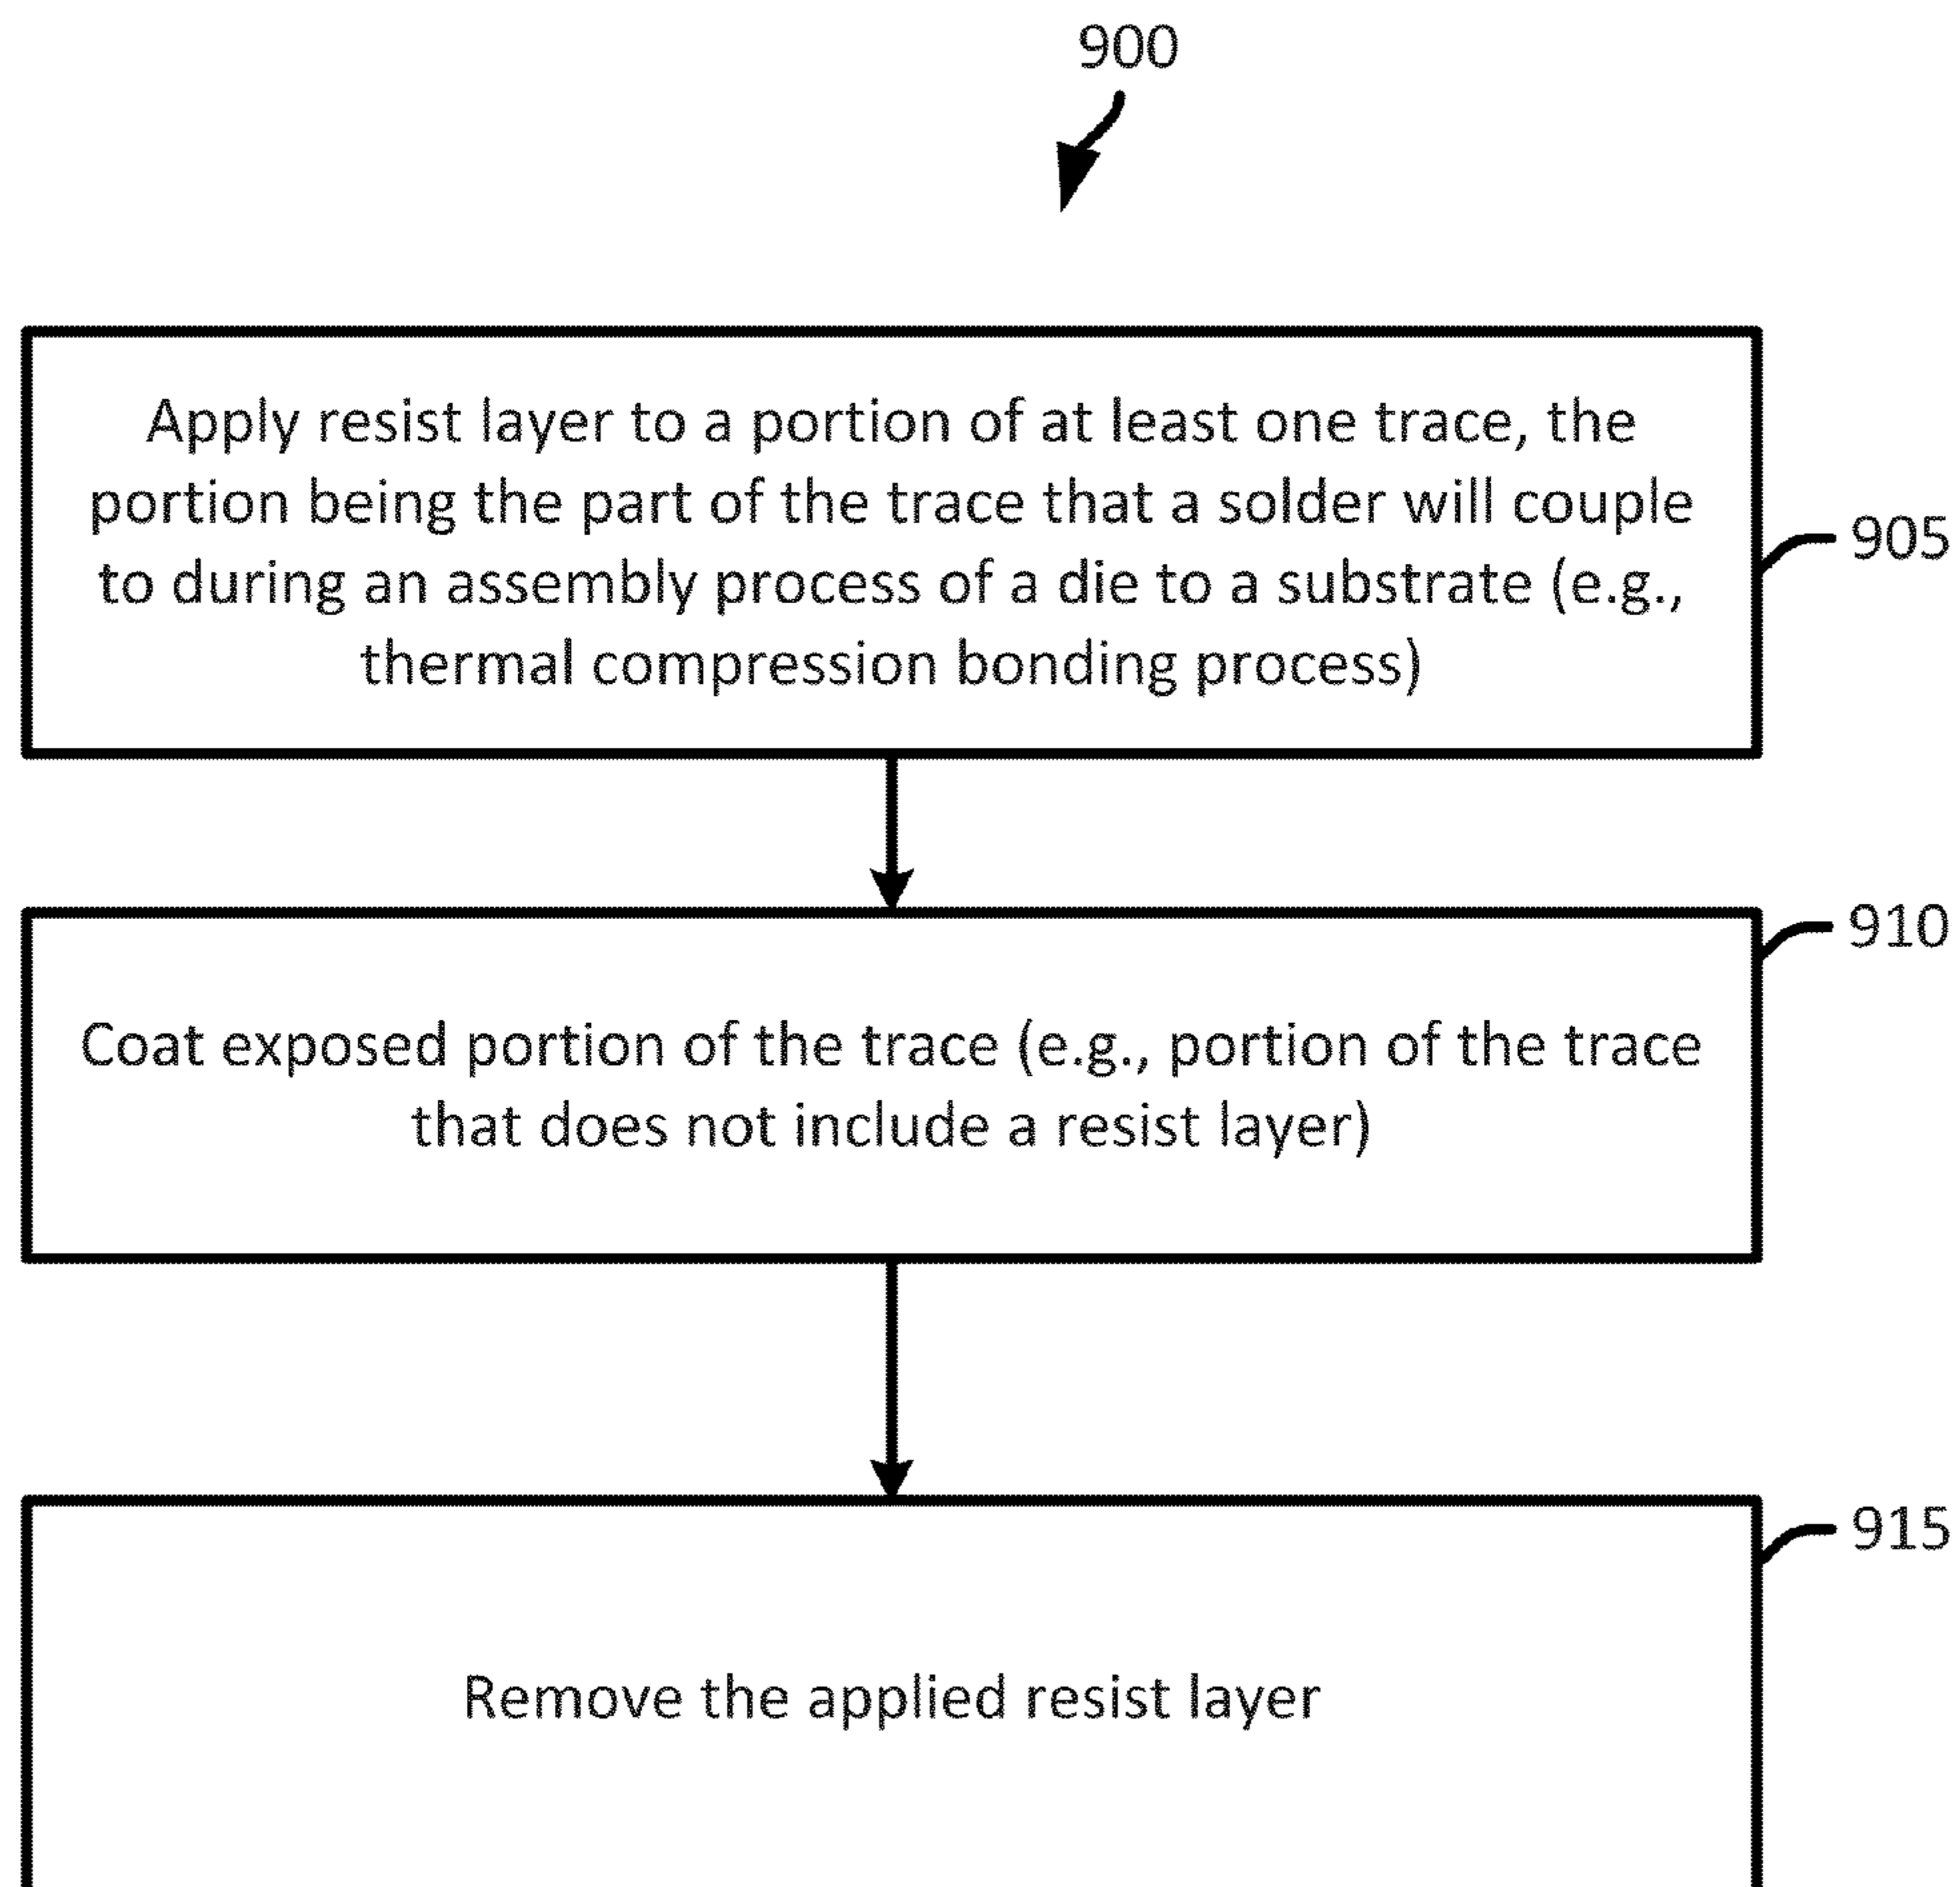 900
Apply resist layer to a portion of at least one trace, the
portion being the part of the trace that a solder will couple
to during an assembly process of a die to a substrate (e.g.,
thermal compression bonding process)
905
910
Coat exposed portion of the trace (e.g., portion of the trace
that does not include a resist layer)
915
Remove the applied resist layer